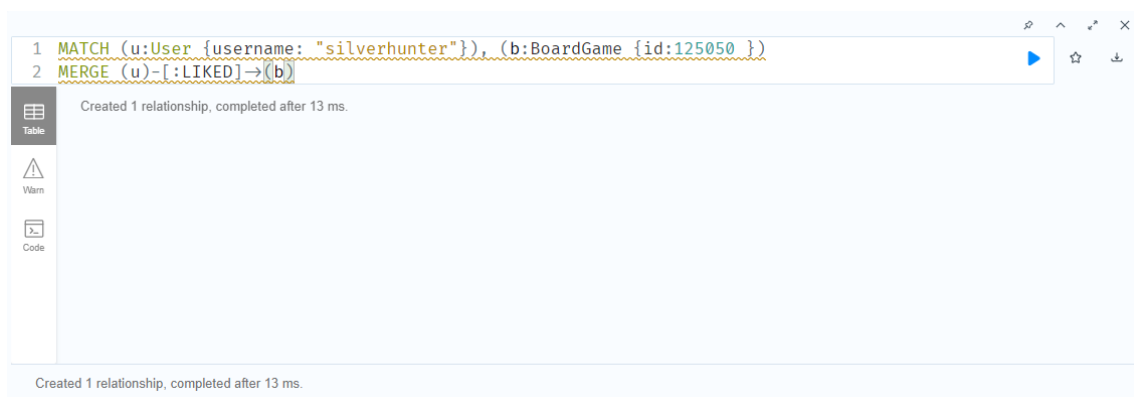 1 MATCH (u:User {username: "silverhunter"}), (b:BoardGame {id:125050 })
2 MERGE (u)-[:LIKED]→(b)
Created 1 relationship, completed after 13 ms.
Table
Warn
Code
Created 1 relationship, completed after 13 ms.